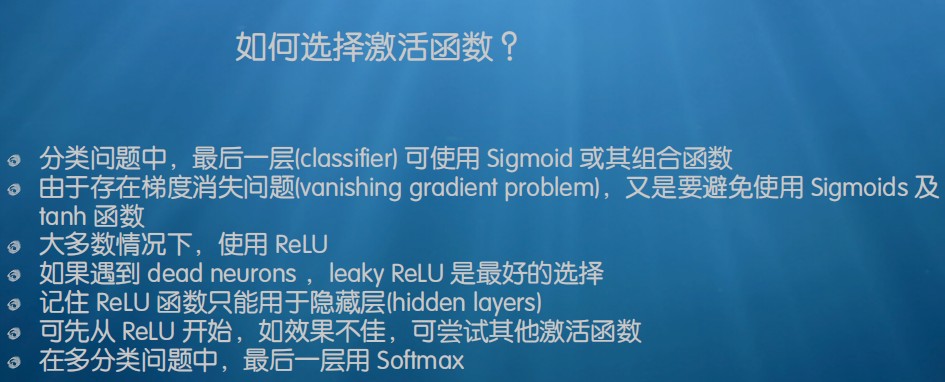 如何选择激活函数？
分类问题中，最后一层(classifier) 可使用 Sigmoid 或其组合函数
由于存在梯度消失问题(vanishing gradient problem)，又是要避免使用 Sigmoids 及
tanh 函数
大多数情况下，使用 ReLU
如果遇到 dead neurons ，leaky ReLU 是最好的选择
记住 ReLU 函数只能用于隐藏层(hidden layers)
可先从 ReLU 开始，如效果不佳，可尝试其他激活函数
在多分类问题中，最后一层用 Softmax